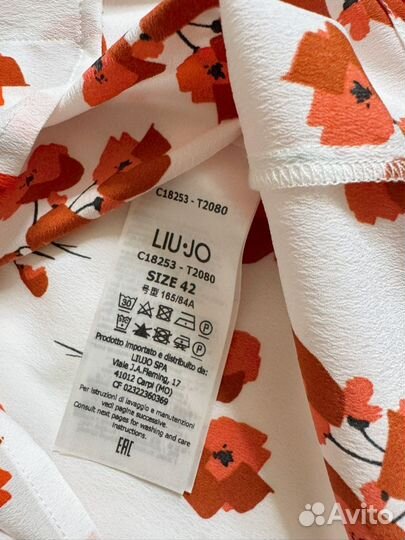 C18253 - T2080
LIU·JO
C18253 - T2080
SIZE 42
号型 165/84A
30
P
P
Prodotto importato e distribuito da:
LIUJO SPA
Viale J.A.Fleming, 17
41012 Carpi (MO)
CF 02322360369
Per istruzioni di lavaggio e manutenzioni
vedi pagine successive.
Consult next pages for washing and care
instructions.
EAC
Avito